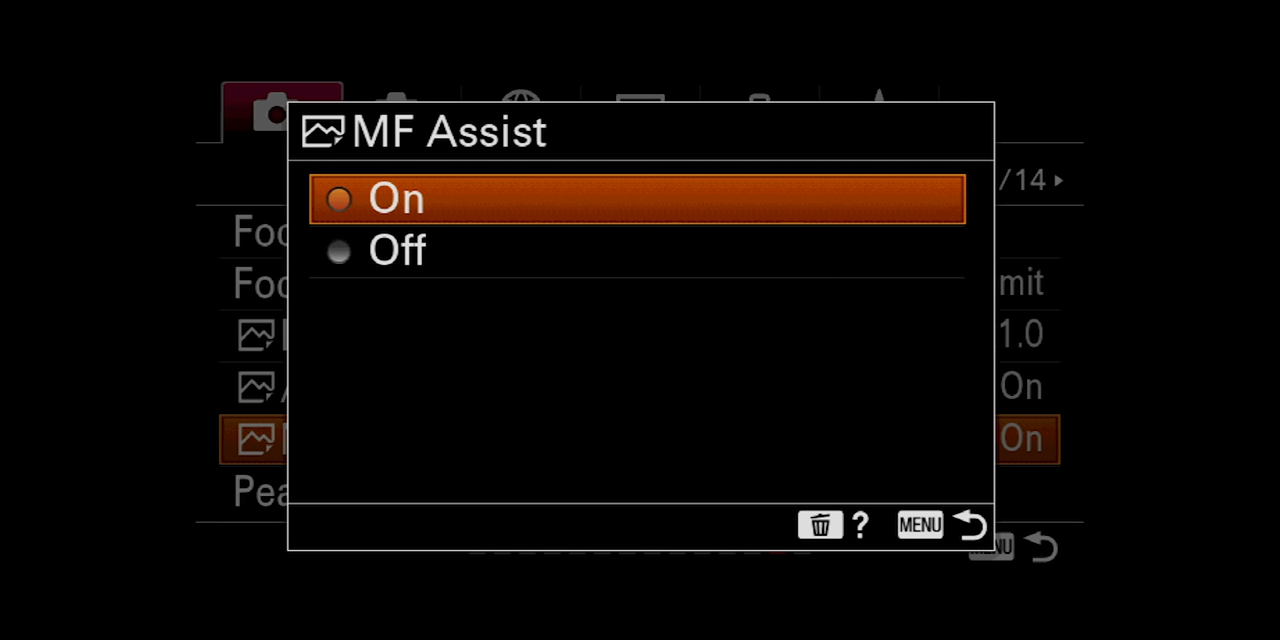 MF Assist
/14
On
Off
Foc
Foc
mit
1.0
On
On
Pea
? MENU